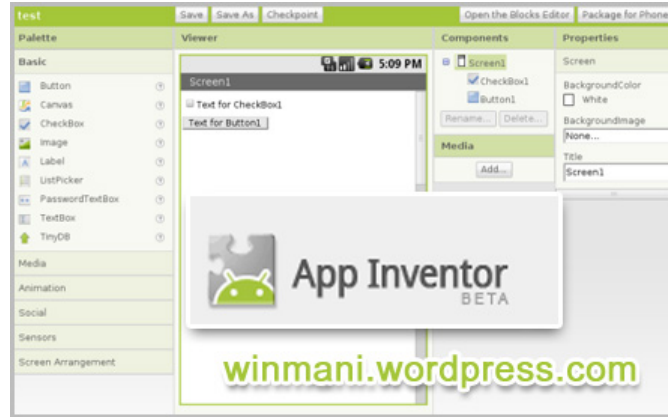 test
Save
Save As
Checkpoint
Open the Blocks Editor
Package for Phone
Palette
Viewer
Components
Properties
Basic
Button
Canvas
CheckBox
Image
Label
ListPicker
PasswordTextBox
TextBox
TinyDB
Media
Animation
Social
Sensors
Screen Arrangement
5:09 PM
Screen1
Text for CheckBox1
Text for Button1
Screen1
CheckBox1
Button1
Rename...
Delete...
Media
Add...
Screen
BackgroundColor
White
BackgroundImage
None...
Title
Screen1
App Inventor
BETA
winmani.wordpress.com